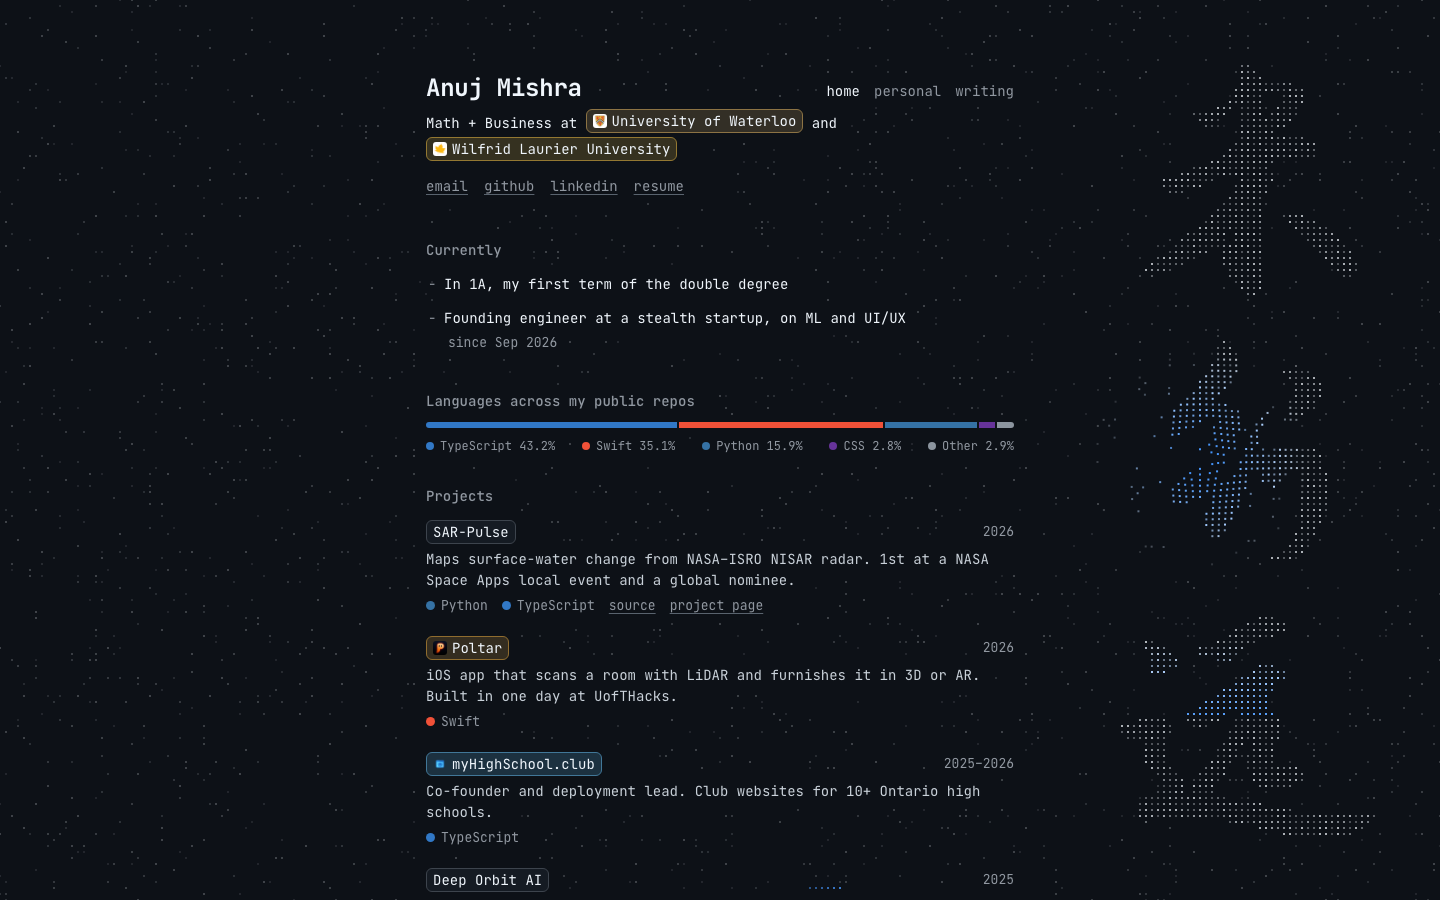 Anuj Mishra
home personal writing
Math + Business at University of Waterloo and
Wilfrid Laurier University
email github linkedin resume
Currently
- In 1A, my first term of the double degree
- Founding engineer at a stealth startup, on ML and UI/UX
since Sep 2026
Languages across my public repos
TypeScript 43.2% Swift 35.1% Python 15.9% CSS 2.8% Other 2.9%
Projects
SAR-Pulse 2026
Maps surface-water change from NASA-ISRO NISAR radar. 1st at a NASA
Space Apps local event and a global nominee.
Python TypeScript source project page
Poltar 2026
iOS app that scans a room with LiDAR and furnishes it in 3D or AR.
Built in one day at UofTHacks.
Swift
myHighSchool.club 2025–2026
Co-founder and deployment lead. Club websites for 10+ Ontario high
schools.
TypeScript
Deep Orbit AI 2025